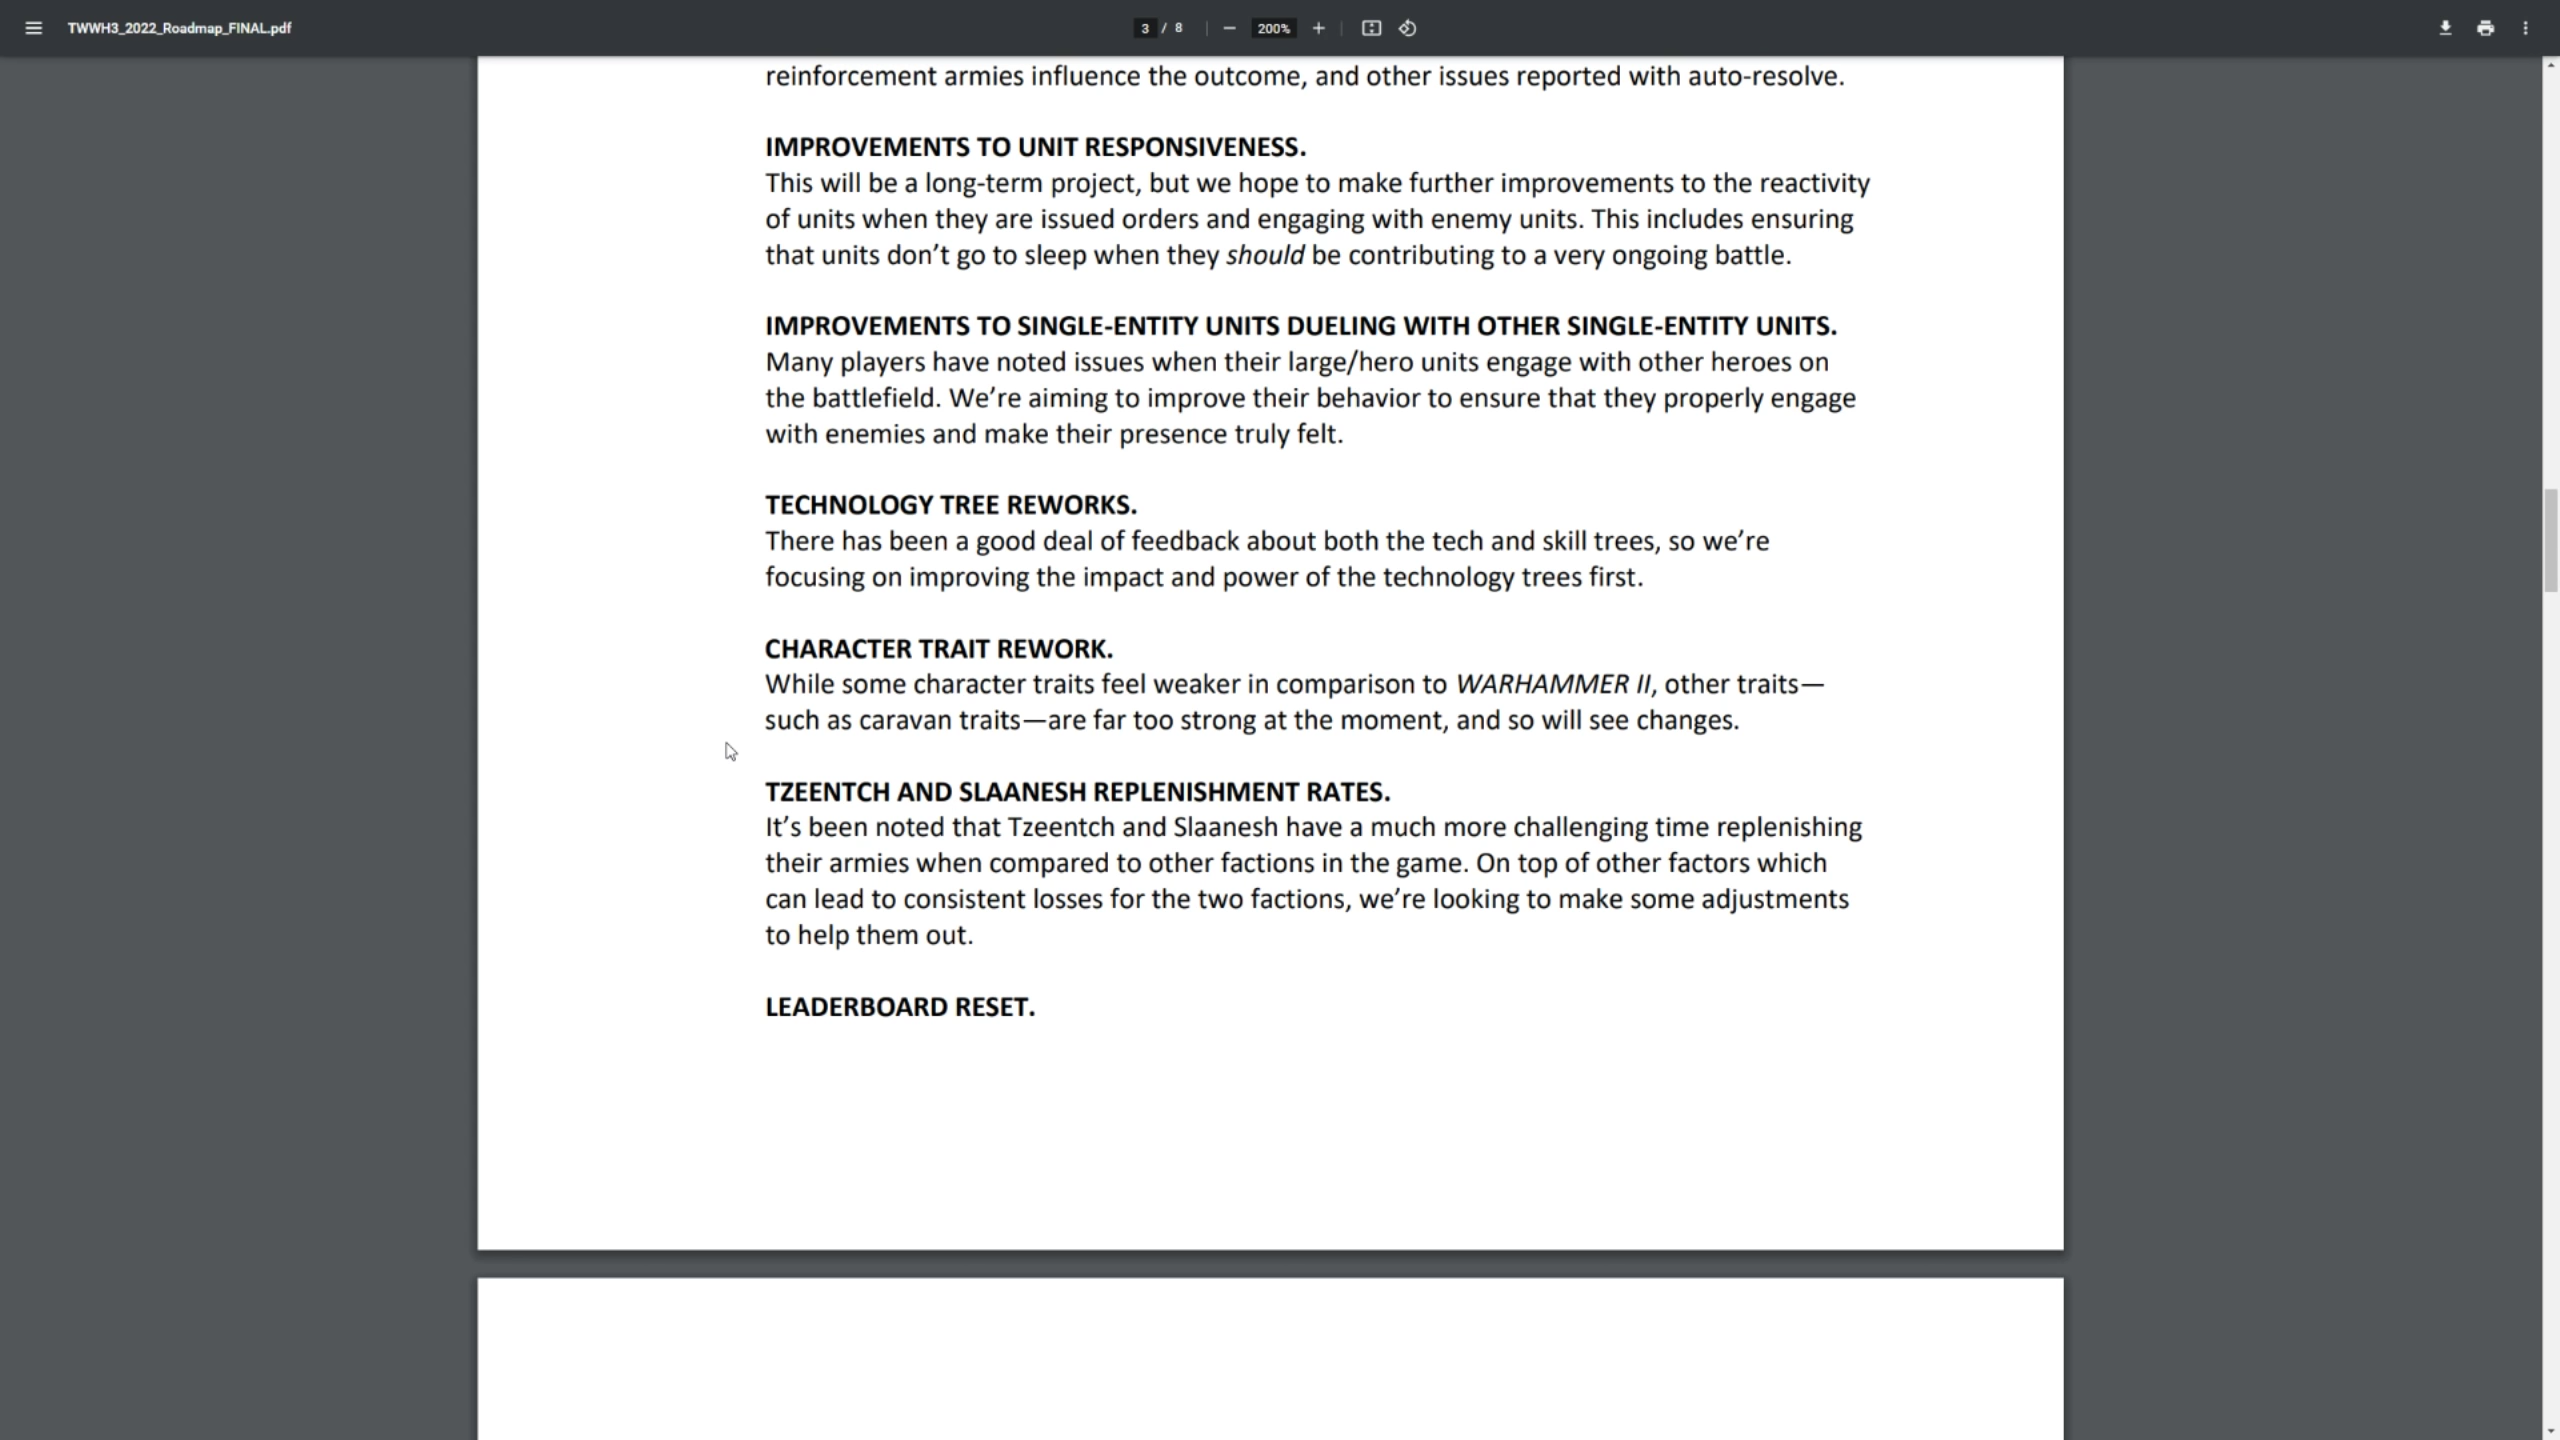 TWWH3_2022_Roadmap_FINAL.pdf
3 / 8
200%
reinforcement armies influence the outcome, and other issues reported with auto-resolve.
IMPROVEMENTS TO UNIT RESPONSIVENESS.
This will be a long-term project, but we hope to make further improvements to the reactivity
of units when they are issued orders and engaging with enemy units. This includes ensuring
that units don’t go to sleep when they should be contributing to a very ongoing battle.
IMPROVEMENTS TO SINGLE-ENTITY UNITS DUELING WITH OTHER SINGLE-ENTITY UNITS.
Many players have noted issues when their large/hero units engage with other heroes on
the battlefield. We’re aiming to improve their behavior to ensure that they properly engage
with enemies and make their presence truly felt.
TECHNOLOGY TREE REWORKS.
There has been a good deal of feedback about both the tech and skill trees, so we’re
focusing on improving the impact and power of the technology trees first.
CHARACTER TRAIT REWORK.
While some character traits feel weaker in comparison to WARHAMMER II, other traits—
such as caravan traits—are far too strong at the moment, and so will see changes.
TZEENTCH AND SLAANESH REPLENISHMENT RATES.
It’s been noted that Tzeentch and Slaanesh have a much more challenging time replenishing
their armies when compared to other factions in the game. On top of other factors which
can lead to consistent losses for the two factions, we’re looking to make some adjustments
to help them out.
LEADERBOARD RESET.